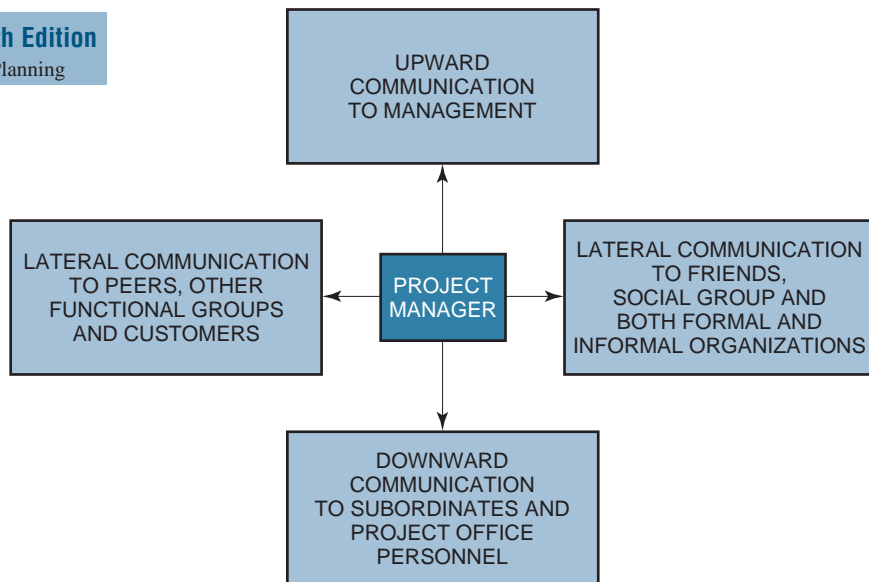 th Edition
Planning
UPWARD
COMMUNICATION
TO MANAGEMENT
LATERAL COMMUNICATION
TO PEERS, OTHER
FUNCTIONAL GROUPS
AND CUSTOMERS
PROJECT
MANAGER
LATERAL COMMUNICATION
TO FRIENDS,
SOCIAL GROUP AND
BOTH FORMAL AND
INFORMAL ORGANIZATIONS
DOWNWARD
COMMUNICATION
TO SUBORDINATES AND
PROJECT OFFICE
PERSONNEL